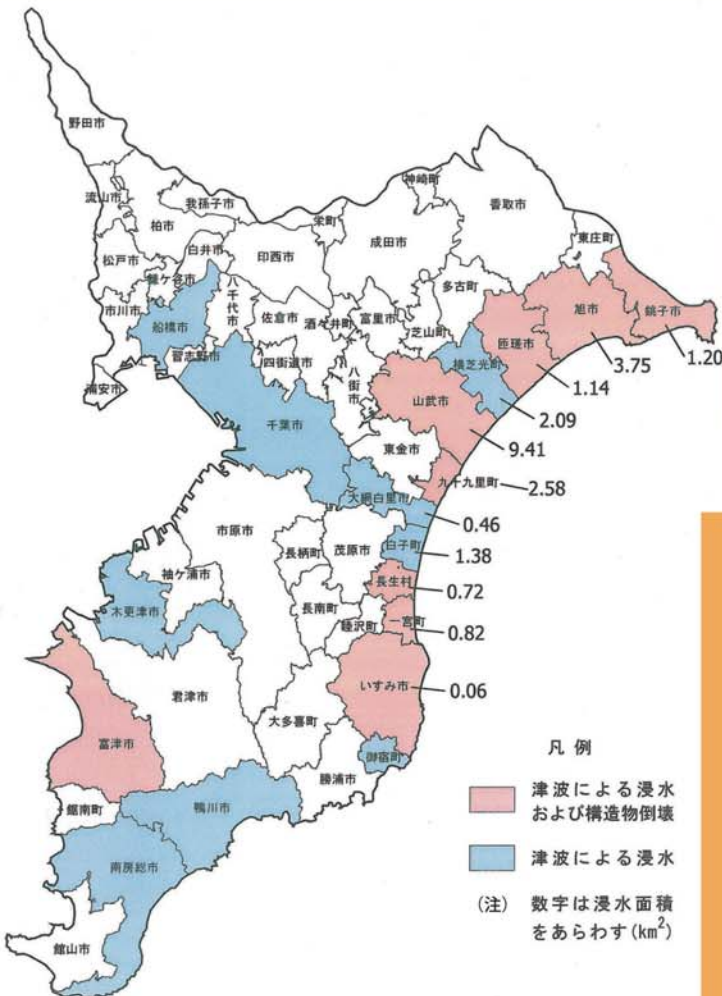 野田市
流山市
柏市
我孫子市
松戸市
白井市
鎌ケ谷市
市川市
船橋市
八千代市
習志野市
浦安市
印西市
栄町
成田市
神崎町
香取市
東庄町
佐倉市
酒々井町
富里市
芝山町
多古町
四街道市
八街市
千葉市
横芝光町
匝瑳市
旭市
銚子市
1.20
3.75
1.14
2.09
山武市
9.41
東金市
九十九里町
2.58
大網白里市
0.46
白子町
1.38
市原市
長柄町
茂原市
長生村
0.72
袖ケ浦市
木更津市
長南町
睦沢町
一宮町
0.82
いすみ市
0.06
君津市
大多喜町
富津市
御宿町
勝浦市
鋸南町
鴨川市
南房総市
館山市
凡例
津波による浸水
および構造物倒壊
津波による浸水
(注) 数字は浸水面積
をあらわす(km²)